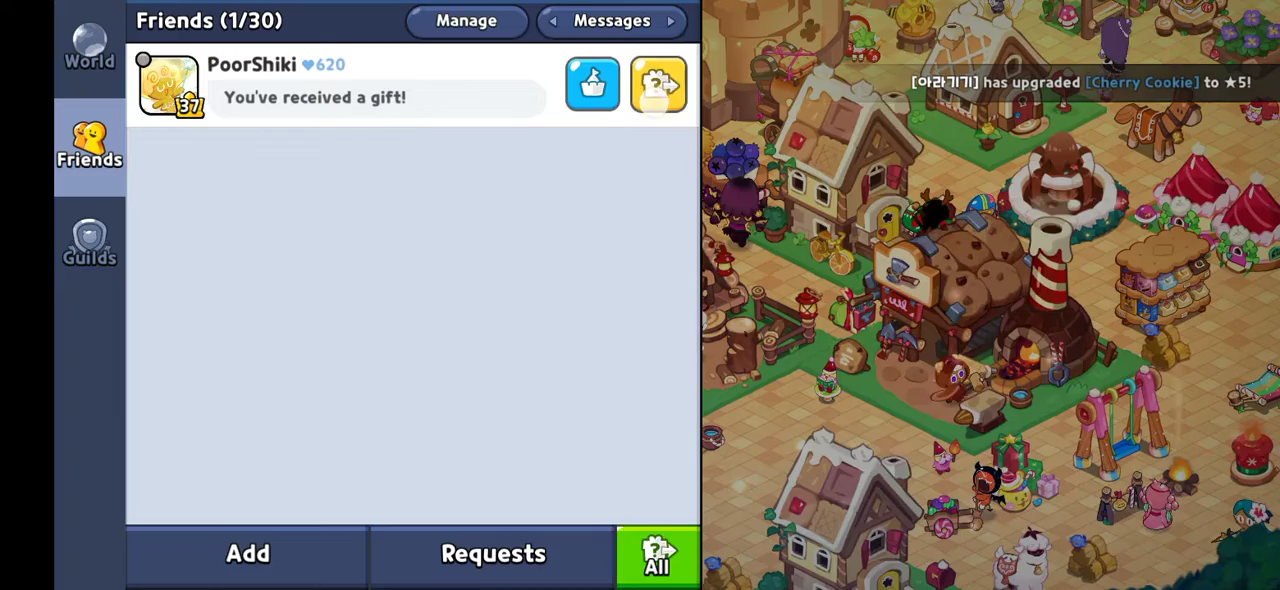 World
Friends
Guilds
Friends (1/30)
Manage
Messages
PoorShiki ♥620
37
You've received a gift!
?
Add
Requests
?
All
[아라기기] has upgraded [Cherry Cookie] to ★5!